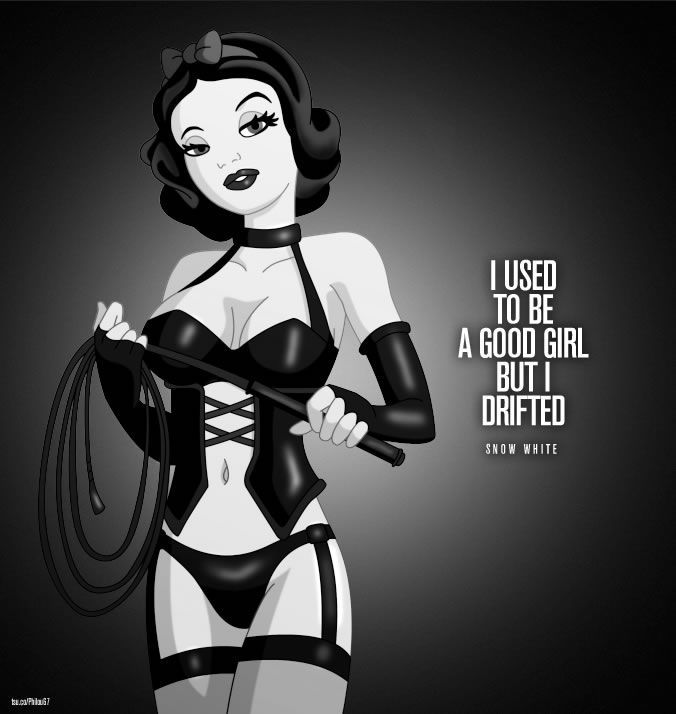 I USED
TO BE
A GOOD GIRL
BUT I
DRIFTED
SNOW WHITE
tsu.co/Philou67